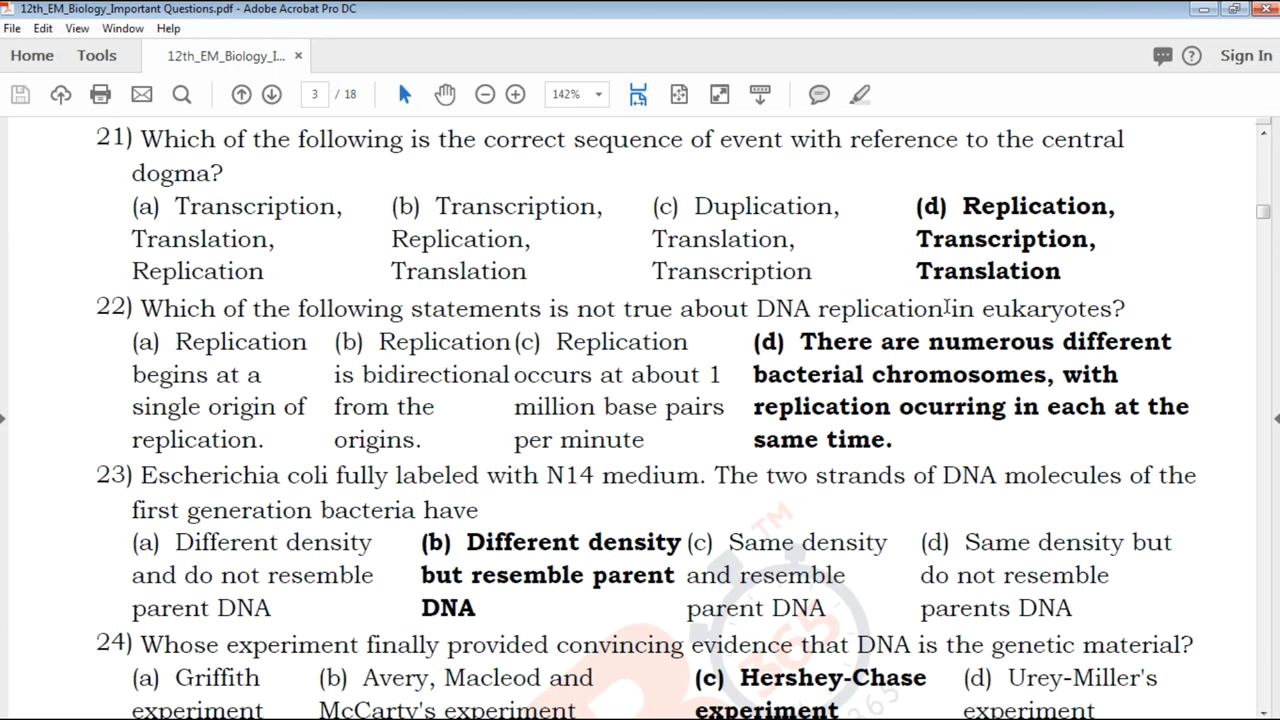 12th_EM_Biology_Important Questions.pdf - Adobe Acrobat Pro DC
File Edit View Window Help
Home Tools 12th_EM_Biology_I... × Sign In
3 / 18 142%
21) Which of the following is the correct sequence of event with reference to the central
dogma?
(a) Transcription, (b) Transcription, (c) Duplication, (d) Replication,
Translation, Replication, Translation, Transcription,
Replication Translation Transcription Translation
22) Which of the following statements is not true about DNA replication in eukaryotes?
(a) Replication (b) Replication (c) Replication (d) There are numerous different
begins at a is bidirectional occurs at about 1 bacterial chromosomes, with
single origin of from the million base pairs replication ocurring in each at the
replication. origins. per minute same time.
23) Escherichia coli fully labeled with N14 medium. The two strands of DNA molecules of the
first generation bacteria have
(a) Different density (b) Different density (c) Same density (d) Same density but
and do not resemble but resemble parent and resemble do not resemble
parent DNA DNA parent DNA parents DNA
24) Whose experiment finally provided convincing evidence that DNA is the genetic material?
(a) Griffith (b) Avery, Macleod and (c) Hershey-Chase (d) Urey-Miller's
experiment McCarty's experiment experiment experiment
TM
365
365